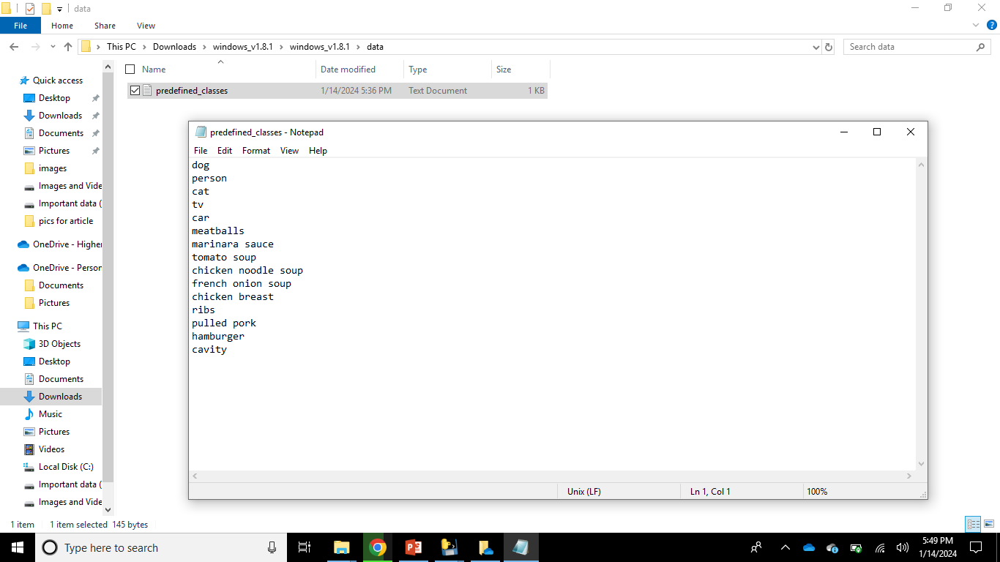 data
File Home Share View
This PC Downloads windows_v1.8.1 windows_v1.8.1 data
Search data
Name Date modified Type Size
predefined_classes 1/14/2024 5:36 PM Text Document 1 KB
Quick access
Desktop
Downloads
Documents
Pictures
images
Images and Vide
Important data (
pics for article
OneDrive - Higher
OneDrive - Person
Documents
Pictures
This PC
3D Objects
Desktop
Documents
Downloads
Music
Pictures
Videos
Local Disk (C:)
Important data (
Images and Vide
predefined_classes - Notepad
File Edit Format View Help
dog
person
cat
tv
car
meatballs
marinara sauce
tomato soup
chicken noodle soup
french onion soup
chicken breast
ribs
pulled pork
hamburger
cavity
Unix (LF) Ln 1, Col 1 100%
1 item 1 item selected 145 bytes
Type here to search
5:49 PM
1/14/2024